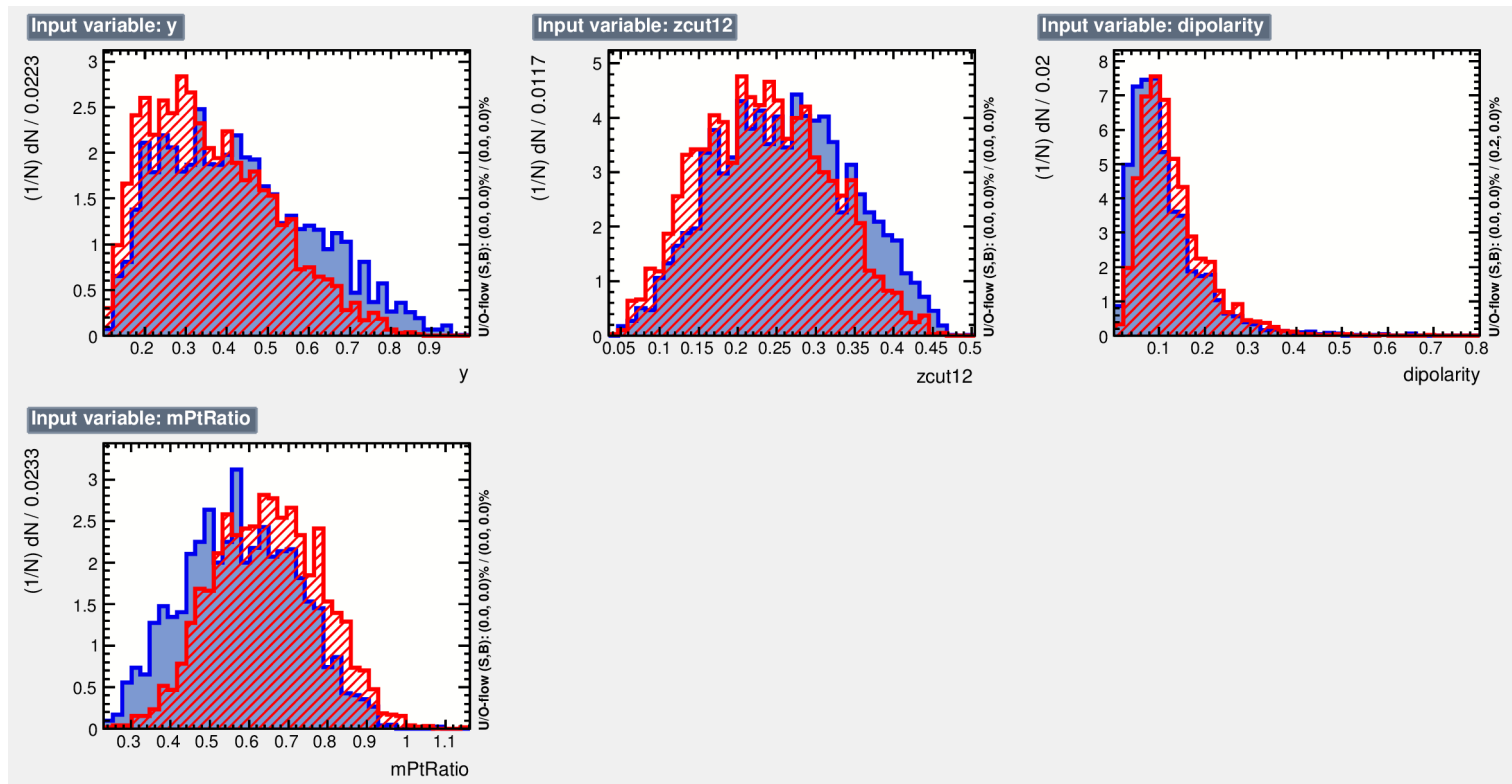 Input variable: y
(1/N) dN / 0.0223
3
2.5
2
1.5
1
0.5
0
0.2 0.3 0.4 0.5 0.6 0.7 0.8 0.9
y
U/O-flow (S,B): (0.0, 0.0)% / (0.0, 0.0)%
Input variable: zcut12
(1/N) dN / 0.0117
5
4
3
2
1
0
0.05 0.1 0.15 0.2 0.25 0.3 0.35 0.4 0.45 0.5
zcut12
U/O-flow (S,B): (0.0, 0.0)% / (0.0, 0.0)%
Input variable: dipolarity
(1/N) dN / 0.02
8
7
6
5
4
3
2
1
0
0.1 0.2 0.3 0.4 0.5 0.6 0.7 0.8
dipolarity
U/O-flow (S,B): (0.0, 0.0)% / (0.2, 0.0)%
Input variable: mPtRatio
(1/N) dN / 0.0233
3
2.5
2
1.5
1
0.5
0
0.3 0.4 0.5 0.6 0.7 0.8 0.9 1 1.1
mPtRatio
U/O-flow (S,B): (0.0, 0.0)% / (0.0, 0.0)%